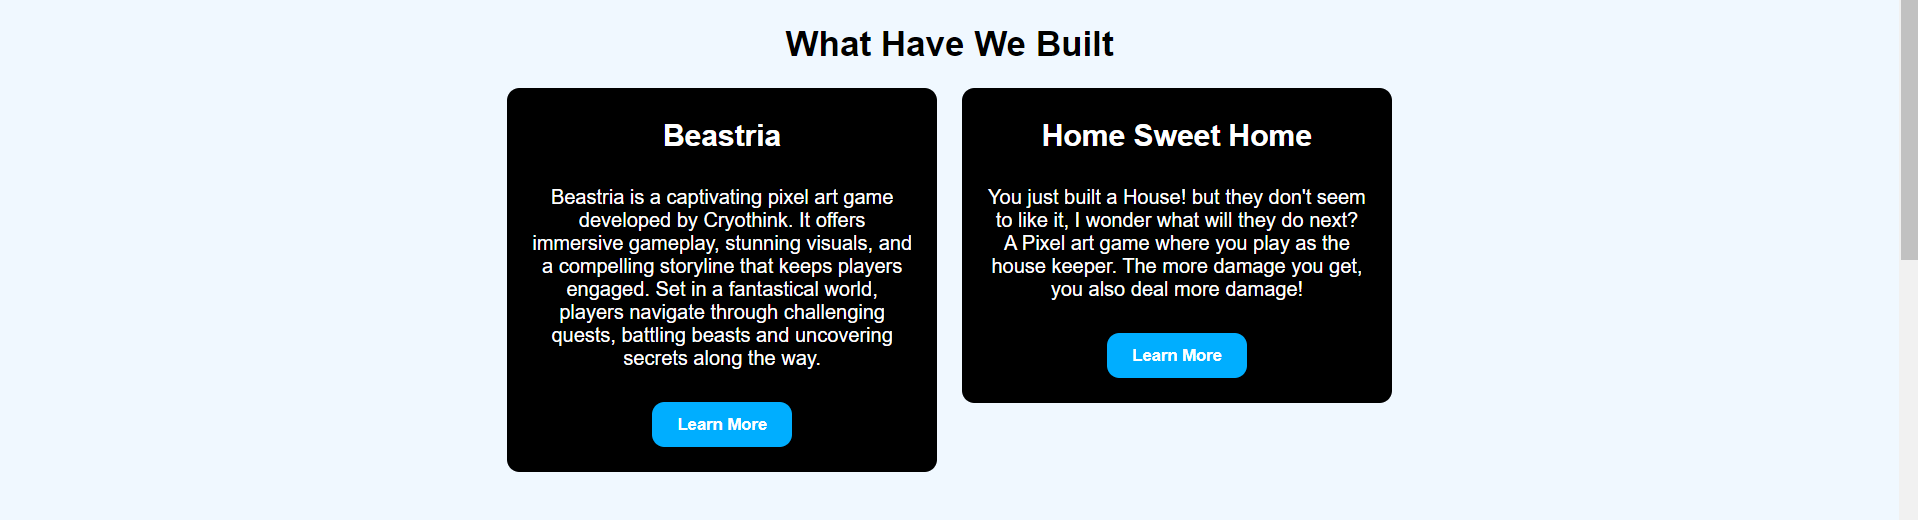 What Have We Built
Beastria
Beastria is a captivating pixel art game
developed by Cryothink. It offers
immersive gameplay, stunning visuals, and
a compelling storyline that keeps players
engaged. Set in a fantastical world,
players navigate through challenging
quests, battling beasts and uncovering
secrets along the way.
Learn More
Home Sweet Home
You just built a House! but they don't seem
to like it, I wonder what will they do next?
A Pixel art game where you play as the
house keeper. The more damage you get,
you also deal more damage!
Learn More